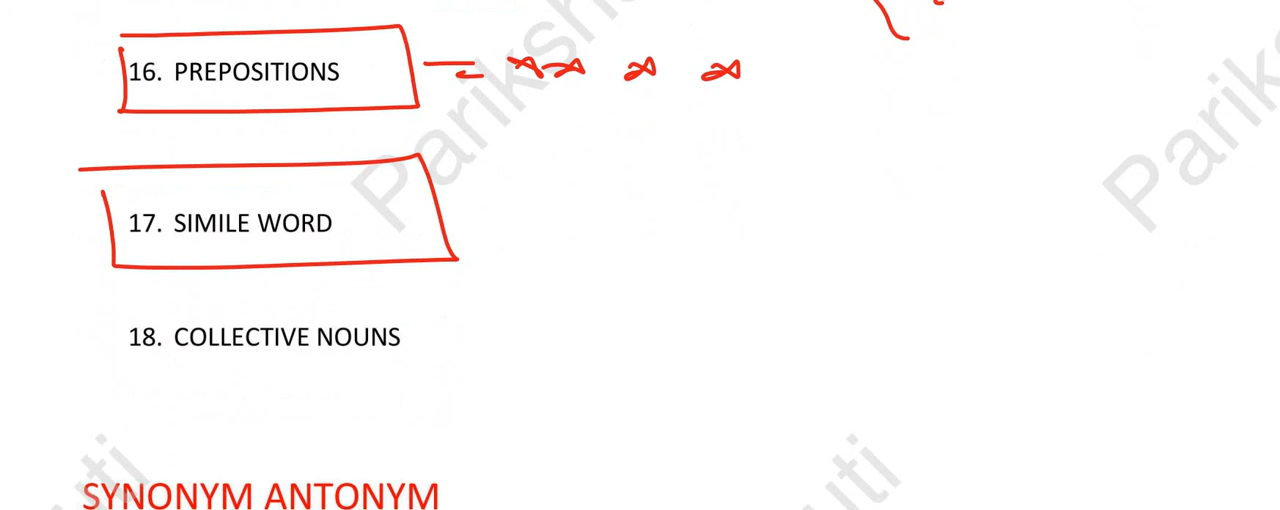 16. PREPOSITIONS
17. SIMILE WORD
18. COLLECTIVE NOUNS
SYNONYM ANTONYM